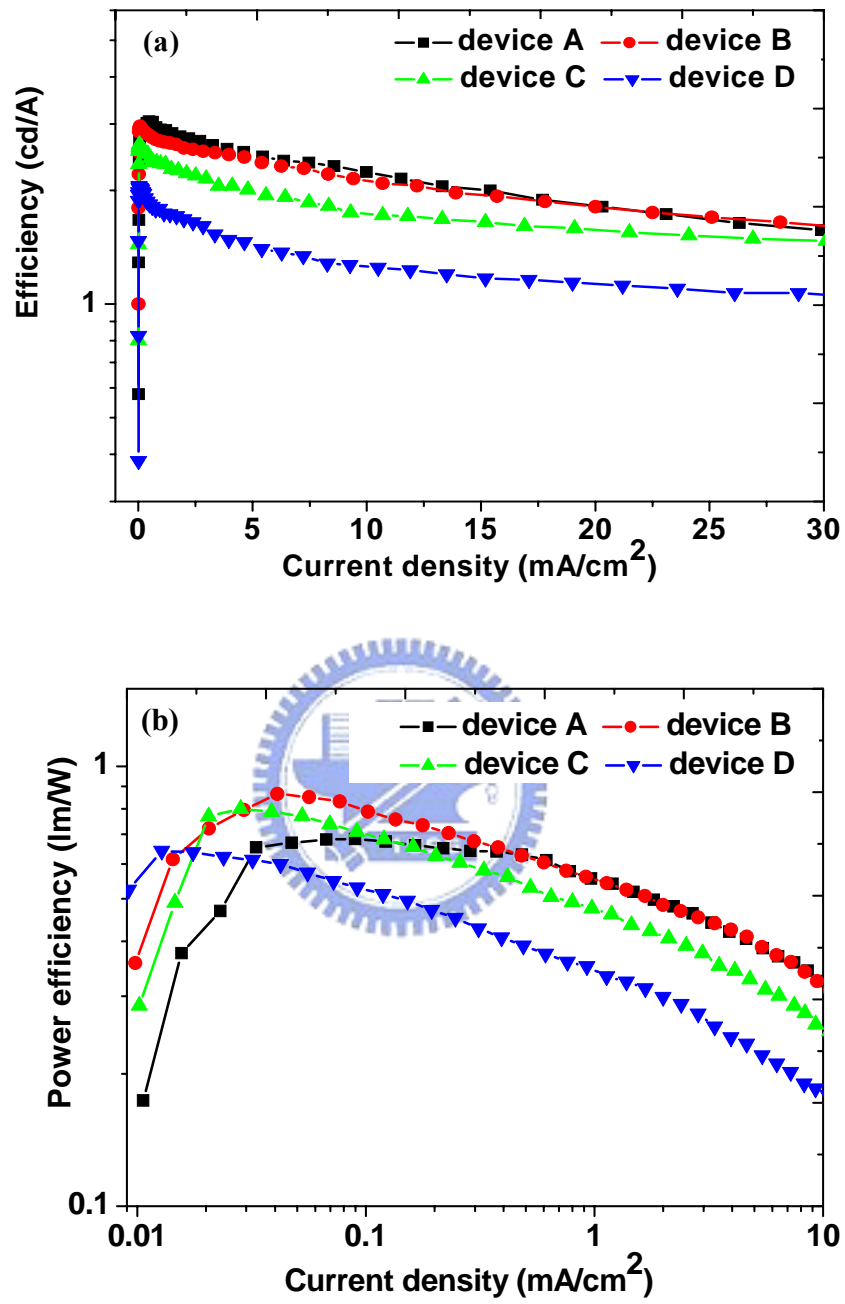 (a)
device A device B
device C device D
Efficiency (cd/A)
1
0 5 10 15 20 25 30
Current density (mA/cm²)
(b)
device A device B
device C device D
Power efficiency (lm/W)
1
0.1
0.01 0.1 1 10
Current density (mA/cm²)